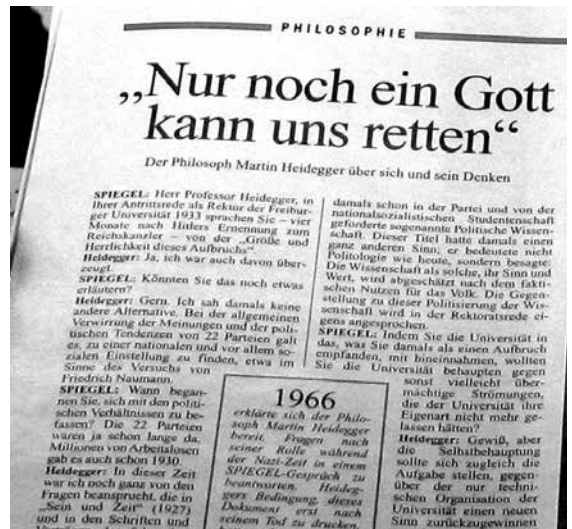 PHILOSOPHIE
„Nur noch ein Gott
kann uns retten“
Der Philosoph Martin Heidegger über sich und sein Denken
SPIEGEL: Herr Professor Heidegger, in
Ihrer Antrittsrede als Rektor der Freibur-
ger Universität 1933 sprachen Sie – vier
Monate nach Hitlers Ernennung zum
Reichskanzler – von der „Größe und
Herrlichkeit dieses Aufbruchs“.
Heidegger: Ja, ich war auch davon über-
zeugt.
SPIEGEL: Könnten Sie das noch etwas
erläutern?
Heidegger: Gern. Ich sah damals keine
andere Alternative. Bei der allgemeinen
Verwirrung der Meinungen und der poli-
tischen Tendenzen von 22 Parteien galt
es, zu einer nationalen und vor allem so-
zialen Einstellung zu finden, etwa im
Sinne des Versuchs von
Friedrich Naumann.
SPIEGEL: Wann began-
nen Sie, sich mit den politi-
schen Verhältnissen zu be-
fassen? Die 22 Parteien
waren ja schon lange da,
Millionen von Arbeitslosen
gab es auch schon 1930.
Heidegger: In dieser Zeit
war ich noch ganz von den
Fragen beansprucht, die in
„Sein und Zeit“ (1927)
und in den Schriften und
1966
erklärte sich der Philo-
soph Martin Heidegger
bereit, Fragen nach
seiner Rolle während
der Nazi-Zeit in einem
SPIEGEL-Gespräch zu
beantworten. Heideg-
gers Bedingung, dieses
Dokument erst nach
seinem Tod zu drucken,
damals schon in der Partei und von der
nationalsozialistischen Studentenschaft
geforderte sogenannte Politische Wissen-
schaft. Dieser Titel hatte damals einen
ganz anderen Sinn; er bedeutete nicht
Politologie wie heute, sondern besagte:
Die Wissenschaft als solche, ihr Sinn und
Wert, wird abgeschätzt nach dem fakti-
schen Nutzen für das Volk. Die Gegen-
stellung zu dieser Politisierung der Wis-
senschaft wird in der Rektoratsrede ei-
gens angesprochen.
SPIEGEL: Indem Sie die Universität in
das, was Sie damals als einen Aufbruch
empfanden, mit hineinnahmen, wollten
Sie die Universität behaupten gegen
sonst vielleicht über-
mächtige Strömungen,
die der Universität ihre
Eigenart nicht mehr ge-
lassen hätten?
Heidegger: Gewiß, aber
die Selbstbehauptung
sollte sich zugleich die
Aufgabe stellen, gegen-
über der nur techni-
schen Organisation der
Universität einen neuen
Sinn zurückzugewinnen